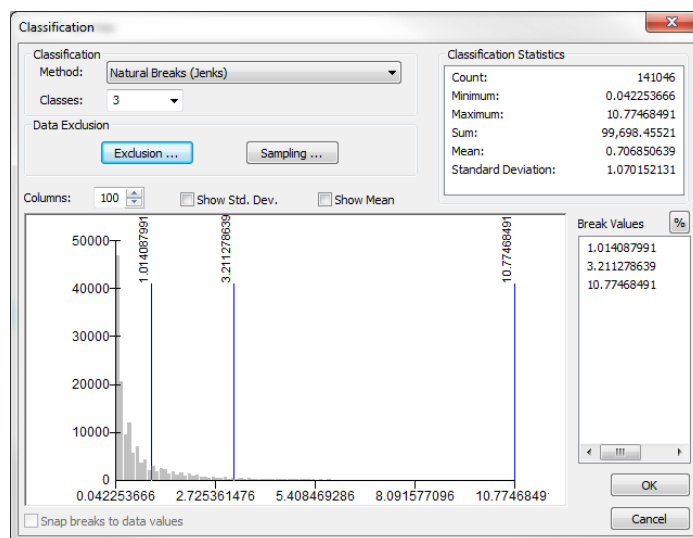 Classification
Classification
Method: Natural Breaks (Jenks)
Classes: 3
Data Exclusion
Exclusion ...
Sampling ...
Classification Statistics
Count: 141046
Minimum: 0.042253666
Maximum: 10.77468491
Sum: 99,698.45521
Mean: 0.706850639
Standard Deviation: 1.070152131
Columns: 100
Show Std. Dev.
Show Mean
Break Values
%
1.014087991
3.211278639
10.77468491
1.014087991
3.211278639
10.77468491
50000
40000
30000
20000
10000
0
0.042253666 2.725361476 5.408469286 8.091577096 10.77468491
Snap breaks to data values
OK
Cancel